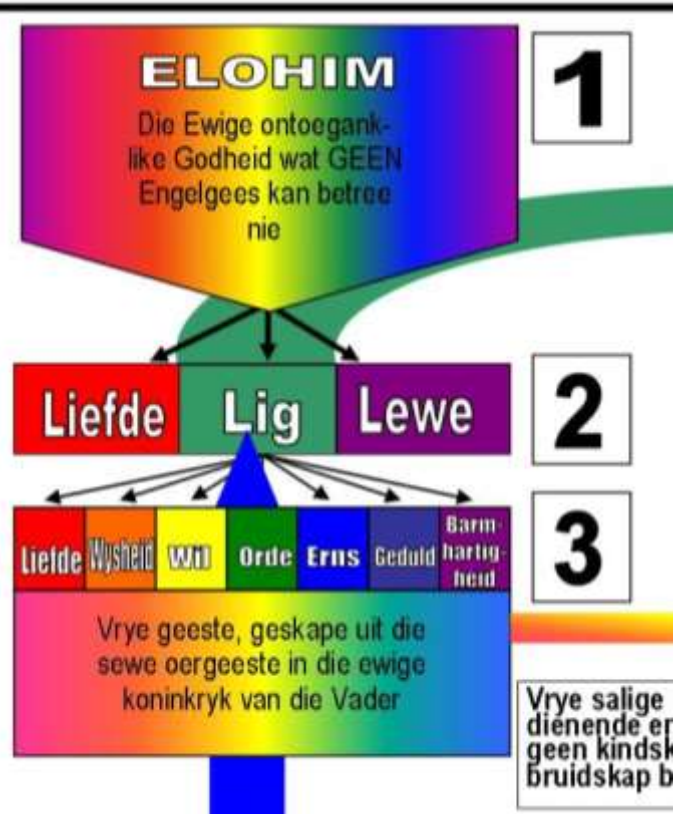 ELOHIM
Die Ewige ontoegank-
like Godheid wat GEEN
Engelgees kan betree
nie
1
Liefde Lig Lewe
2
Liefde Wysheid Wil Orde Erns Geduld Barm-
hartig-
heid
3
Vrye geeste, geskape uit die
sewe oergeeste in die ewige
koninkryk van die Vader
Vrye salige
dienende en
geen kindsk
bruidskap b